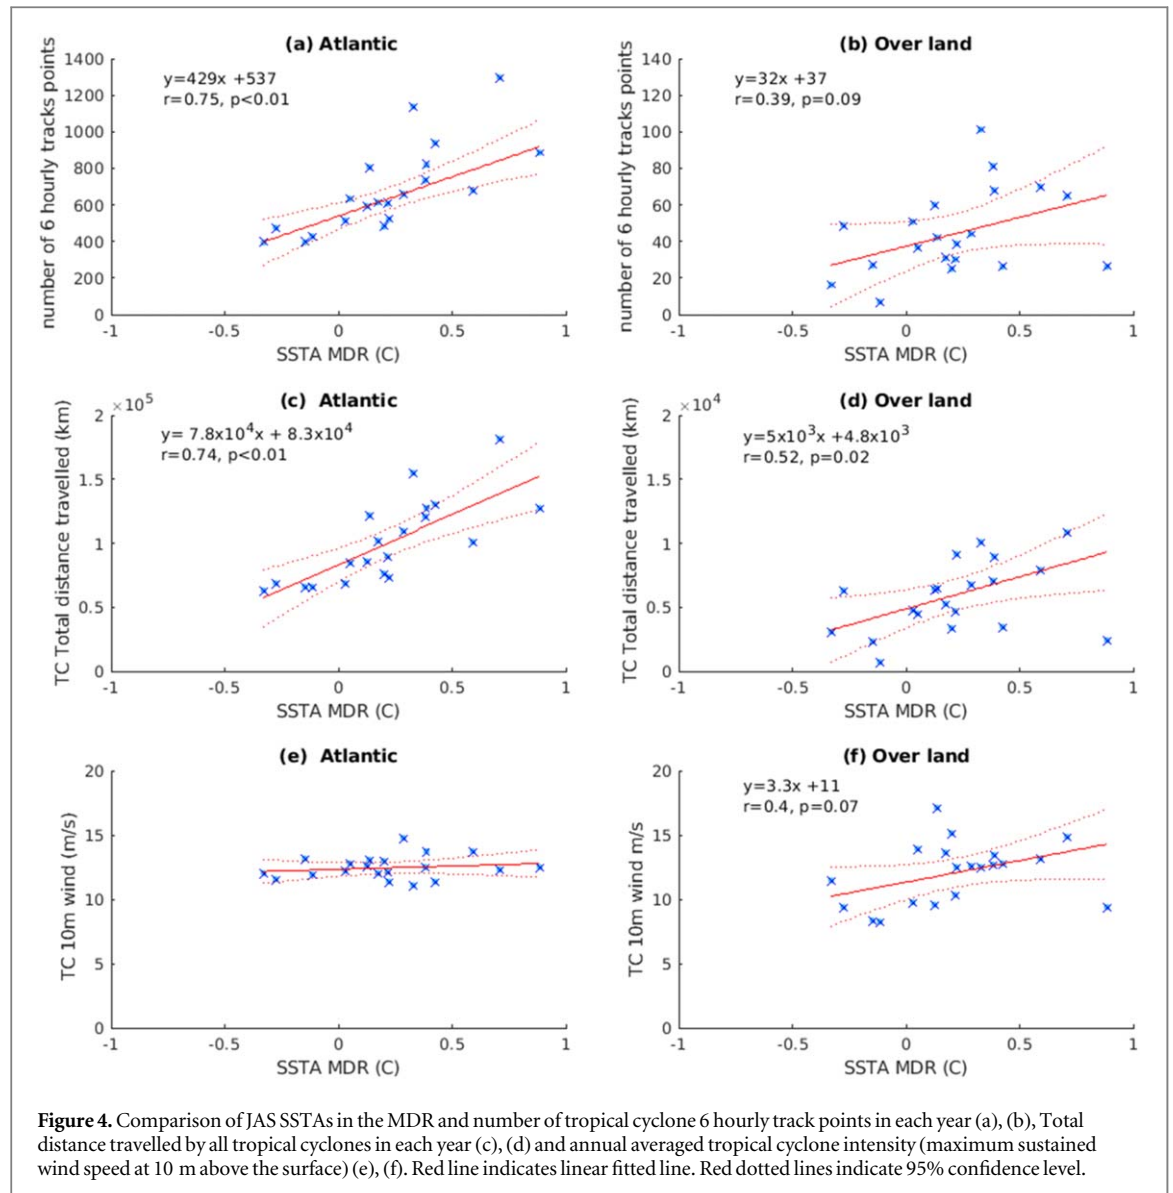 (a) Atlantic
number of 6 hourly tracks points
1400
1200
1000
800
600
400
200
0
y=429x +537
r=0.75, p<0.01
-1
-0.5
0
0.5
1
SSTA MDR (C)
(b) Over land
number of 6 hourly tracks points
140
120
100
80
60
40
20
0
y=32x +37
r=0.39, p=0.09
-1
-0.5
0
0.5
1
SSTA MDR (C)
(c) Atlantic
TC Total distance travelled (km)
×10^5
2
1.5
1
0.5
0
y= 7.8x10^4x + 8.3x10^4
r=0.74, p<0.01
-1
-0.5
0
0.5
1
SSTA MDR (C)
(d) Over land
TC Total distance travelled (km)
×10^4
2
1.5
1
0.5
0
y=5x10^3x +4.8x10^3
r=0.52, p=0.02
-1
-0.5
0
0.5
1
SSTA MDR (C)
(e) Atlantic
TC 10m wind (m/s)
20
15
10
5
0
-1
-0.5
0
0.5
1
SSTA MDR (C)
(f) Over land
TC 10m wind m/s
20
15
10
5
0
y=3.3x +11
r=0.4, p=0.07
-1
-0.5
0
0.5
1
SSTA MDR (C)
Figure 4. Comparison of JAS SSTAs in the MDR and number of tropical cyclone 6 hourly track points in each year (a), (b), Total
distance travelled by all tropical cyclones in each year (c), (d) and annual averaged tropical cyclone intensity (maximum sustained
wind speed at 10 m above the surface) (e), (f). Red line indicates linear fitted line. Red dotted lines indicate 95% confidence level.